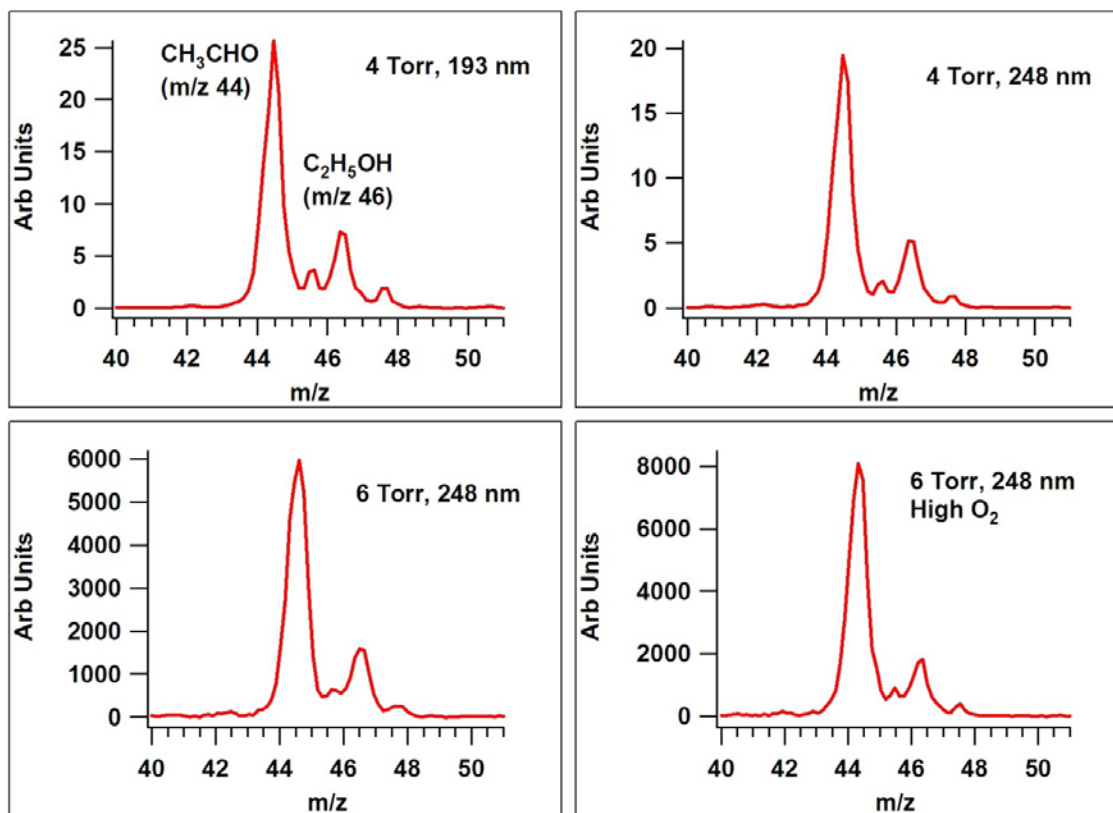 25
20
15
10
5
0
Arb Units
CH₃CHO
(m/z 44)
4 Torr, 193 nm
C₂H₅OH
(m/z 46)
40 42 44 46 48 50
m/z
20
15
10
5
0
Arb Units
4 Torr, 248 nm
40 42 44 46 48 50
m/z
6000
5000
4000
3000
2000
1000
0
Arb Units
6 Torr, 248 nm
40 42 44 46 48 50
m/z
8000
6000
4000
2000
0
Arb Units
6 Torr, 248 nm
High O₂
40 42 44 46 48 50
m/z